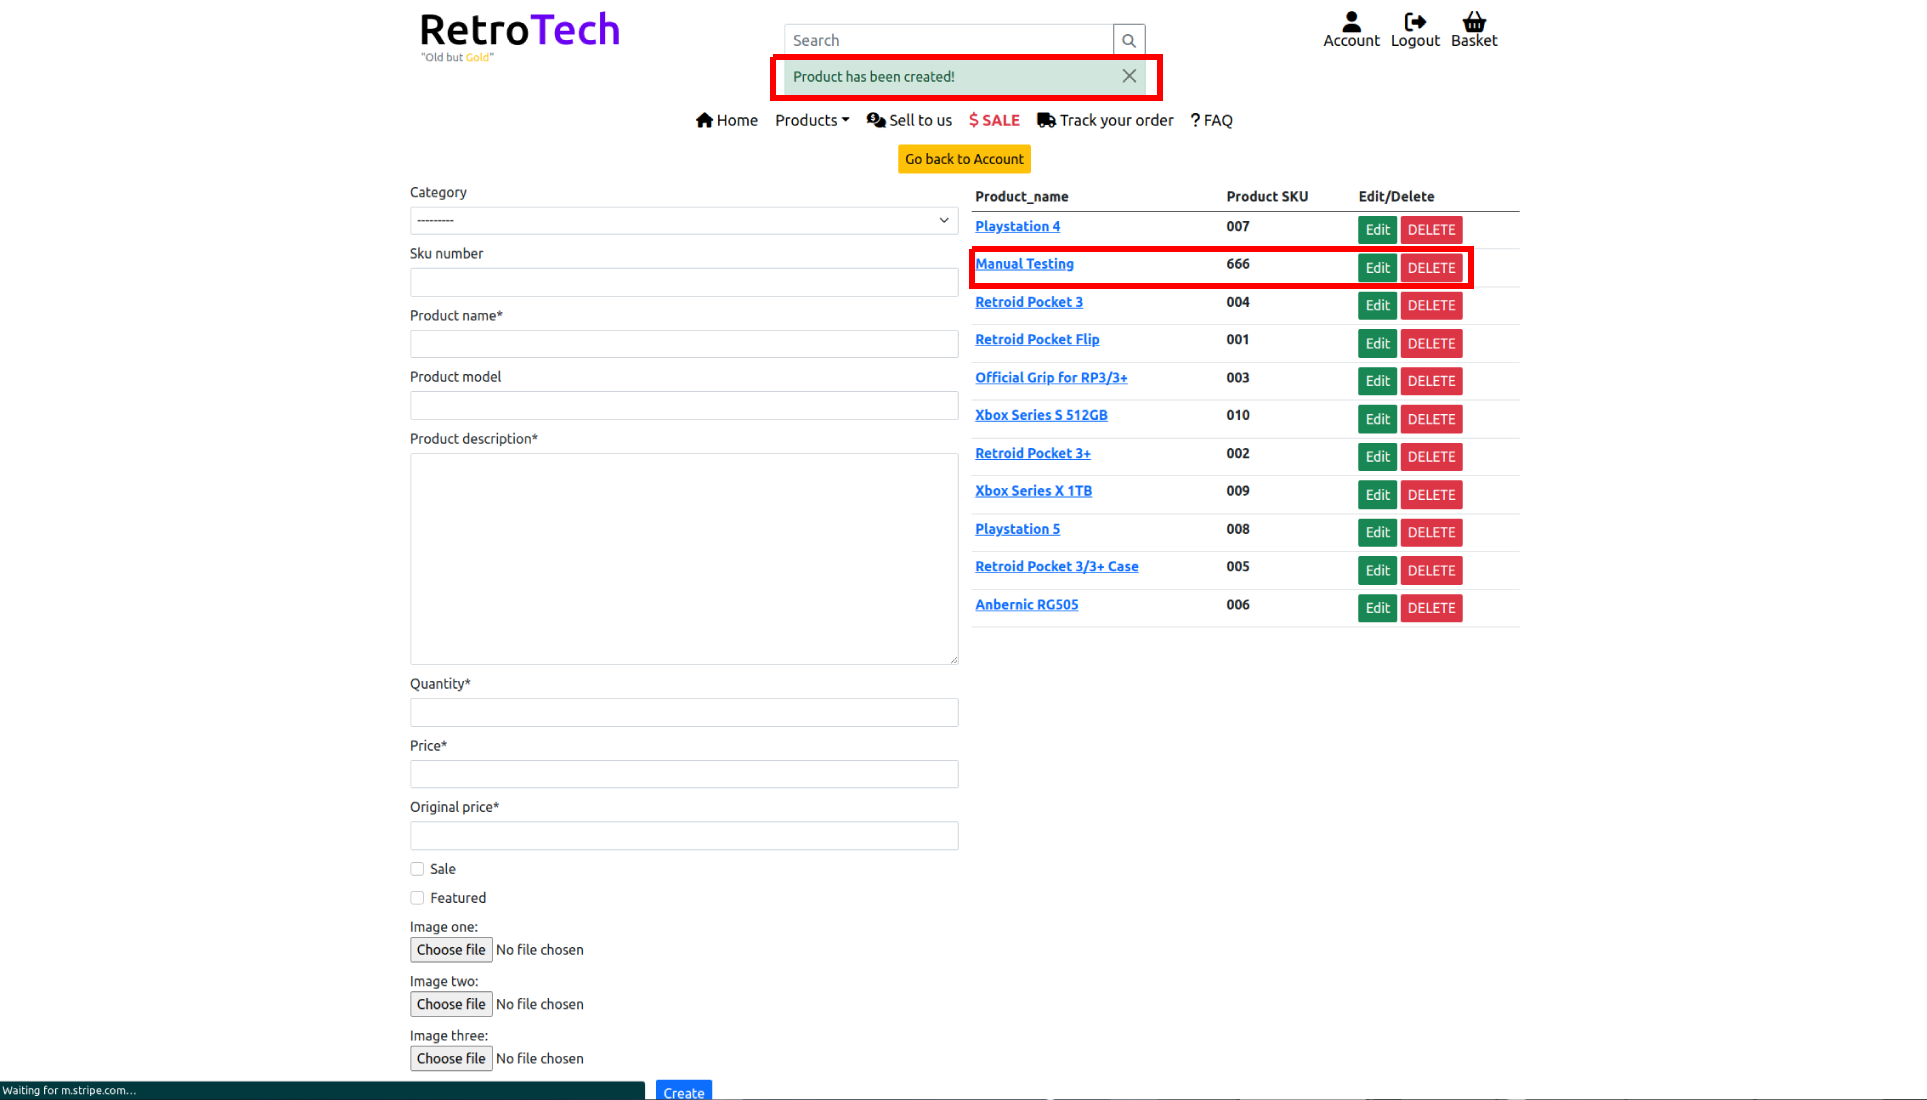 RetroTech
"Old but Gold"
Search
Account Logout Basket
Product has been created!
Home Products Sell to us $ SALE Track your order ? FAQ
Go back to Account
Category
---------
Sku number
Product name*
Product model
Product description*
Quantity*
Price*
Original price*
Sale
Featured
Image one:
Choose file No file chosen
Image two:
Choose file No file chosen
Image three:
Choose file No file chosen
Create
Product_name Product SKU Edit/Delete
Playstation 4 007 Edit DELETE
Manual Testing 666 Edit DELETE
Retroid Pocket 3 004 Edit DELETE
Retroid Pocket Flip 001 Edit DELETE
Official Grip for RP3/3+ 003 Edit DELETE
Xbox Series S 512GB 010 Edit DELETE
Retroid Pocket 3+ 002 Edit DELETE
Xbox Series X 1TB 009 Edit DELETE
Playstation 5 008 Edit DELETE
Retroid Pocket 3/3+ Case 005 Edit DELETE
Anbernic RG505 006 Edit DELETE
Waiting for m.stripe.com...